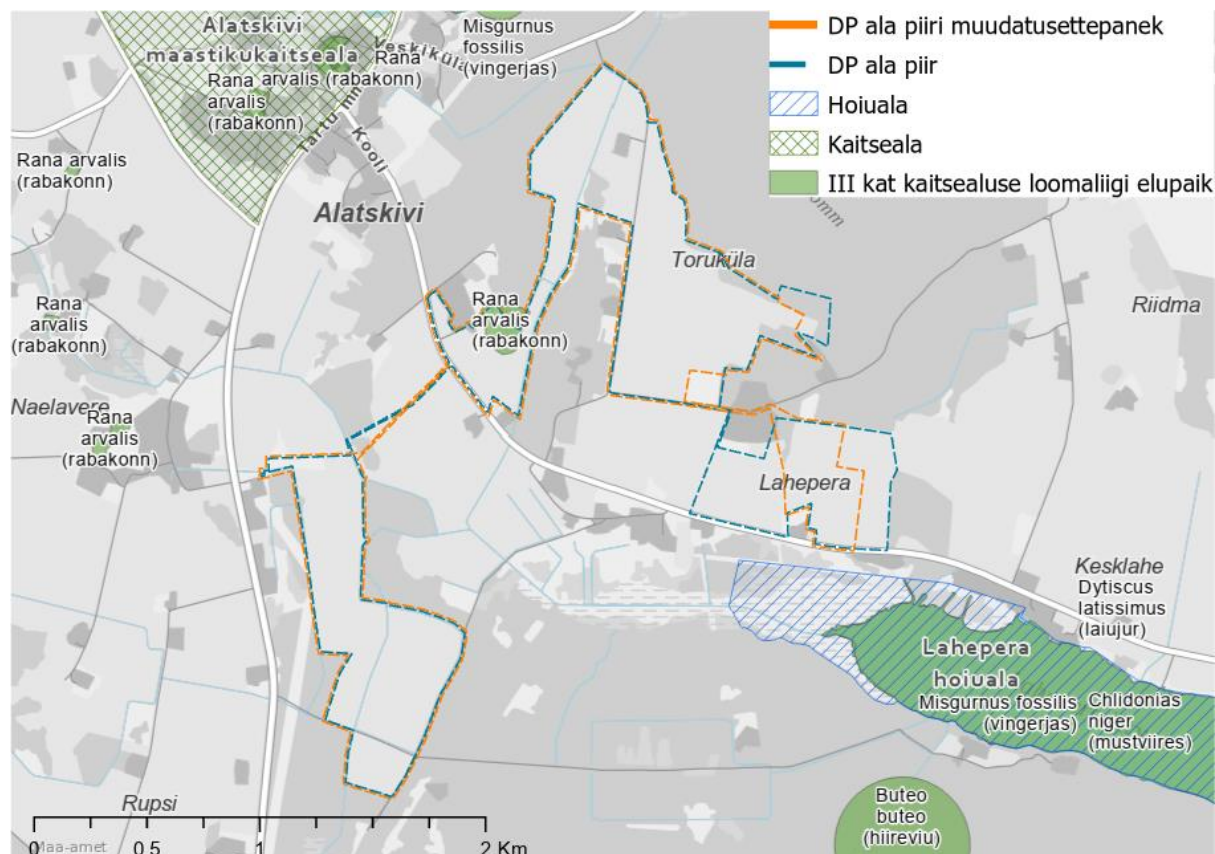 DP ala piiri muudatusettepanek
DP ala piir
Hoiuala
Kaitseala
III kat kaitsealuse loomaliigi elupaik
Alatskivi
maastikukaitseala
Misgurnus
fossilis
(vingerjas)
Keskiküla
Rana
arvalis
(rabakonn)
Rana
arvalis (rabakonn)
Tartu mn
Kooli
Rana arvalis
(rabakonn)
Alatskivi
Toruküla
Riidma
Rana
arvalis
(rabakonn)
Rana
arvalis
(rabakonn)
Naelavere
Rana
arvalis
(rabakonn)
Lahepera
Kesklahe
Dytiscus
latissimus
(laiujur)
Lahepera
hoiuala
Misgurnus fossilis
(vingerjas)
Chlidonias
niger
(mustviires)
Buteo
buteo
(hiireviu)
Rupsi
Maa-amet
0 0.5 1 2 Km